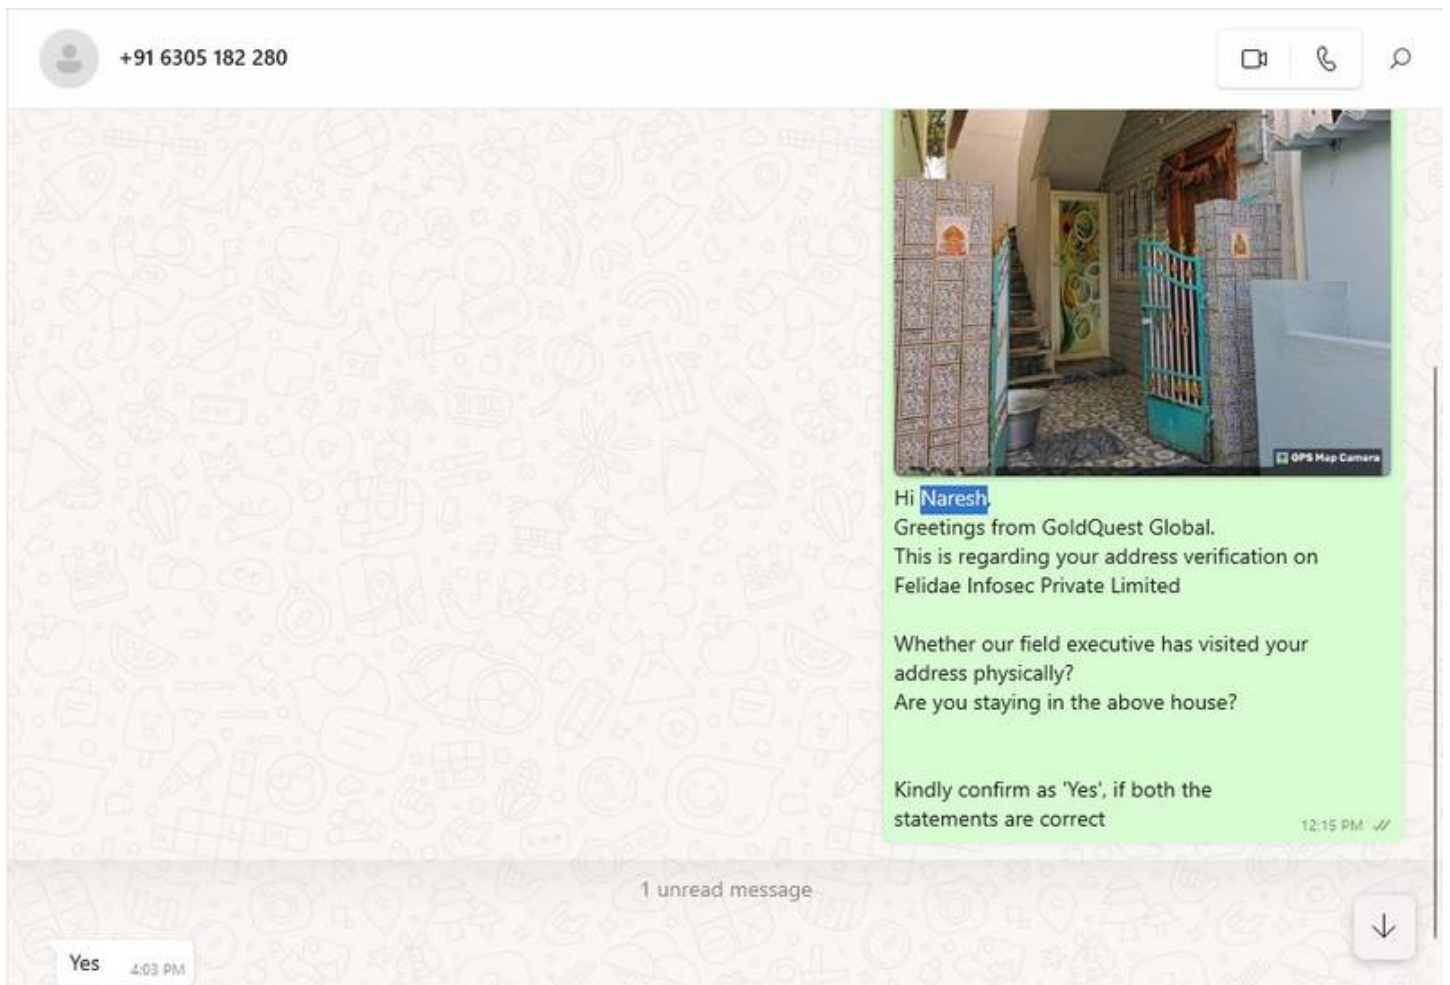 +91 6305 182 280
GPS Map Camera
Hi Naresh,
Greetings from GoldQuest Global.
This is regarding your address verification on
Felidae Infosec Private Limited
Whether our field executive has visited your
address physically?
Are you staying in the above house?
Kindly confirm as 'Yes', if both the
statements are correct
12:15 PM
1 unread message
Yes
4:03 PM